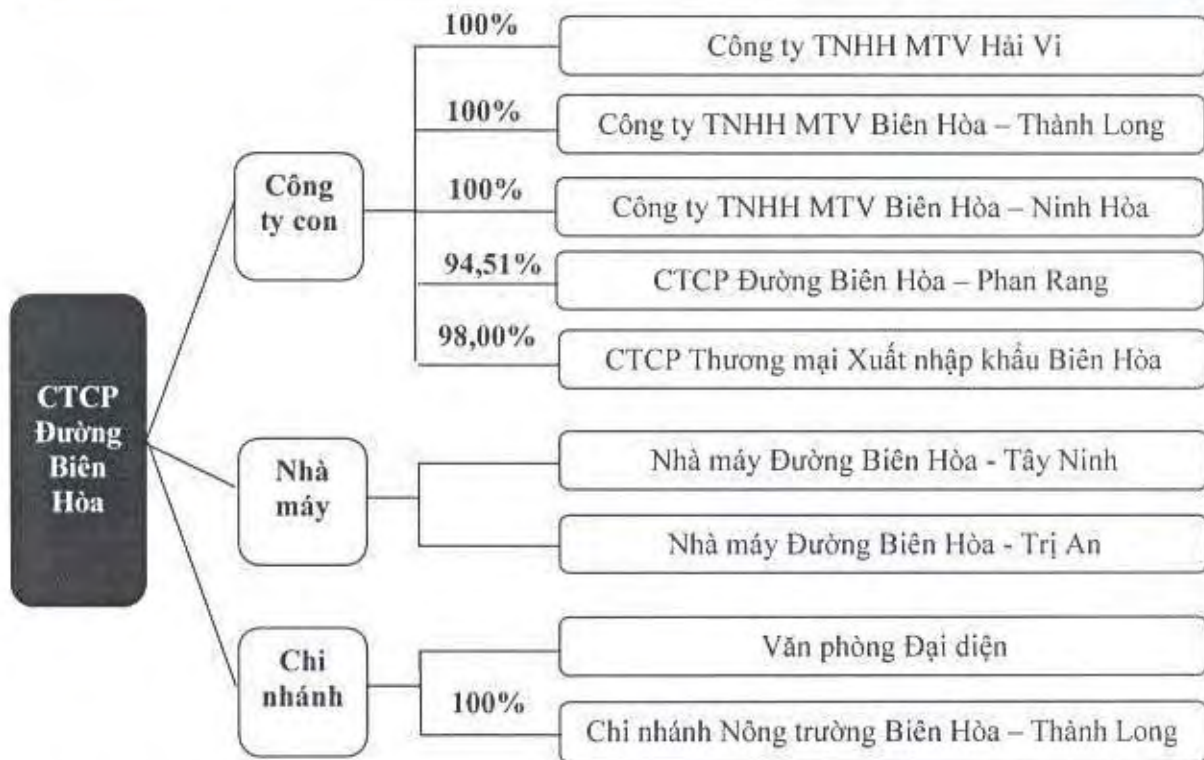 CTCP
Đường
Biên
Hòa
Công
ty con
100%
Công ty TNHH MTV Hải Vi
100%
Công ty TNHH MTV Biên Hòa – Thành Long
100%
Công ty TNHH MTV Biên Hòa – Ninh Hòa
94,51%
CTCP Đường Biên Hòa – Phan Rang
98,00%
CTCP Thương mại Xuất nhập khẩu Biên Hòa
Nhà
máy
Nhà máy Đường Biên Hòa - Tây Ninh
Nhà máy Đường Biên Hòa - Trị An
Chi
nhánh
Văn phòng Đại diện
100%
Chi nhánh Nông trường Biên Hòa – Thành Long